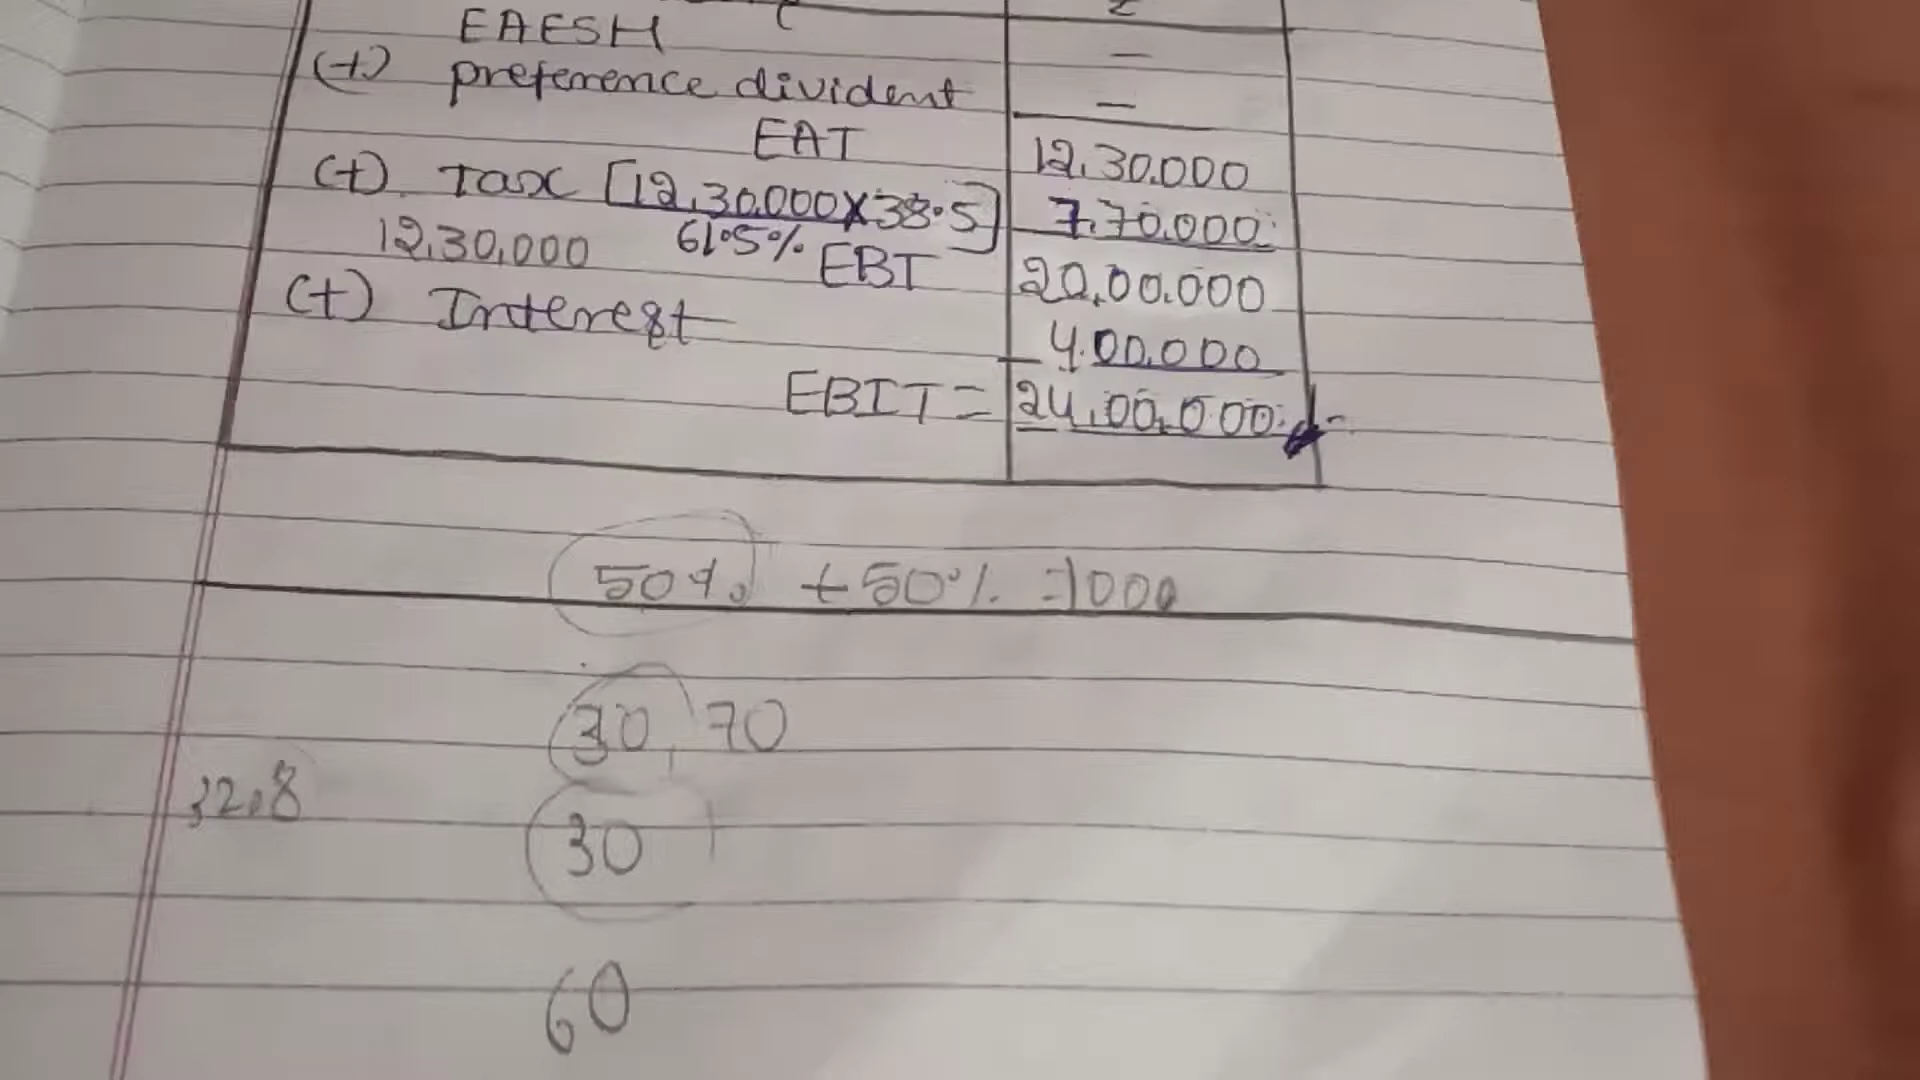 EAESH —
(+) preference divident —
EAT 12,30,000
(+) Tax [12,30,000×38.5] 7,70,000
12,30,000 61.5%
EBT 20,00,000
(+) Interest 4,00,000
EBIT = 24,00,000
50% + 50% = 1000
30, 70
32.8
30
60